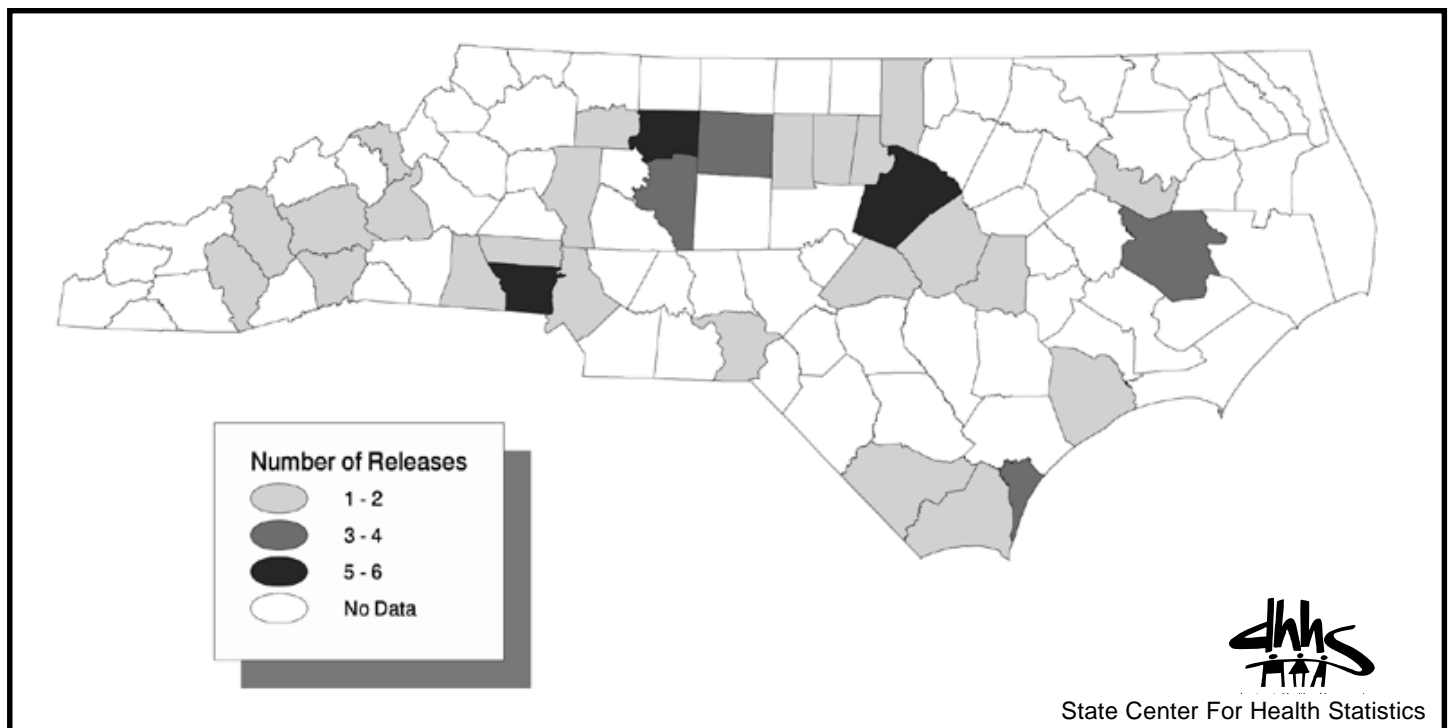 Number of Releases
1 - 2
3 - 4
5 - 6
No Data
dhhs
State Center For Health Statistics